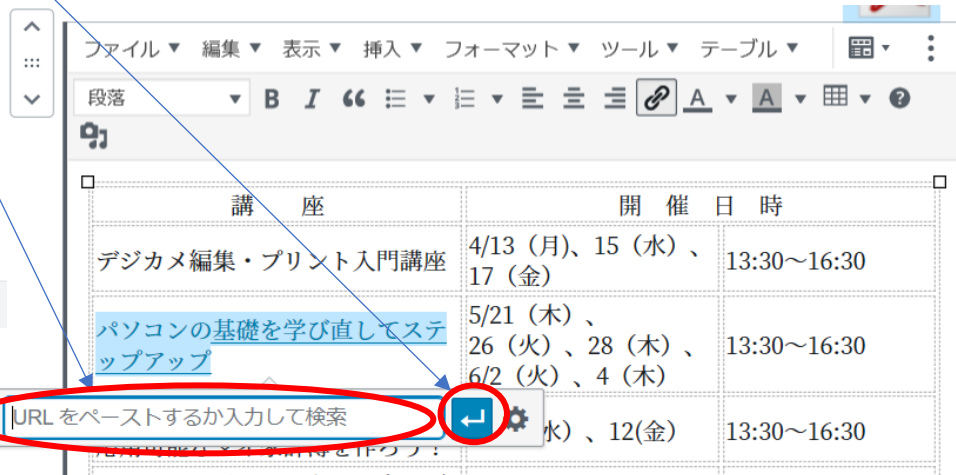 ファイル ▼ 編集 ▼ 表示 ▼ 挿入 ▼ フォーマット ▼ ツール ▼ テーブル ▼
段落
B I
A A
講 座 開 催 日 時
デジカメ編集・プリント入門講座
4/13（月)、15（水）、
17（金）
13:30～16:30
パソコンの基礎を学び直してステ
ップアップ
5/21（木）、
26（火）、28（木）、
6/2（火）、4（木）
13:30～16:30
URL をペーストするか入力して検索
水）、12(金）
13:30～16:30